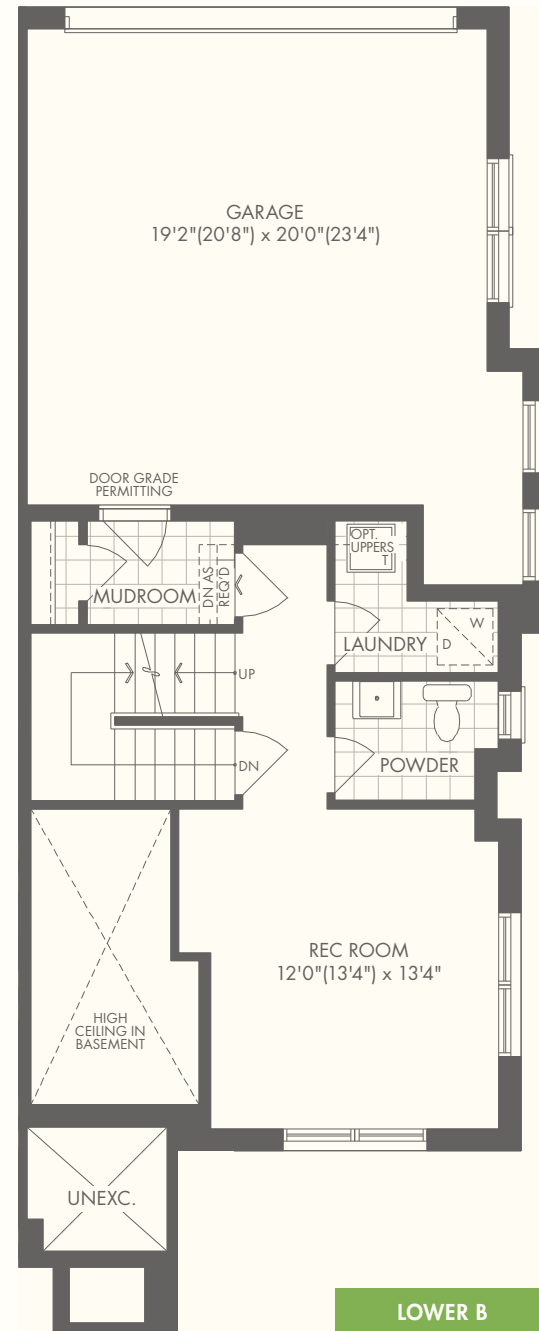 GARAGE
19'2"(20'8") x 20'0"(23'4")
DOOR GRADE
PERMITTING
OPT.
UPPERS
T
MUDROOM
DN AS
REQ'D
LAUNDRY
D
W
UP
DN
POWDER
REC ROOM
12'0"(13'4") x 13'4"
HIGH
CEILING IN
BASEMENT
UNEXC.
LOWER B